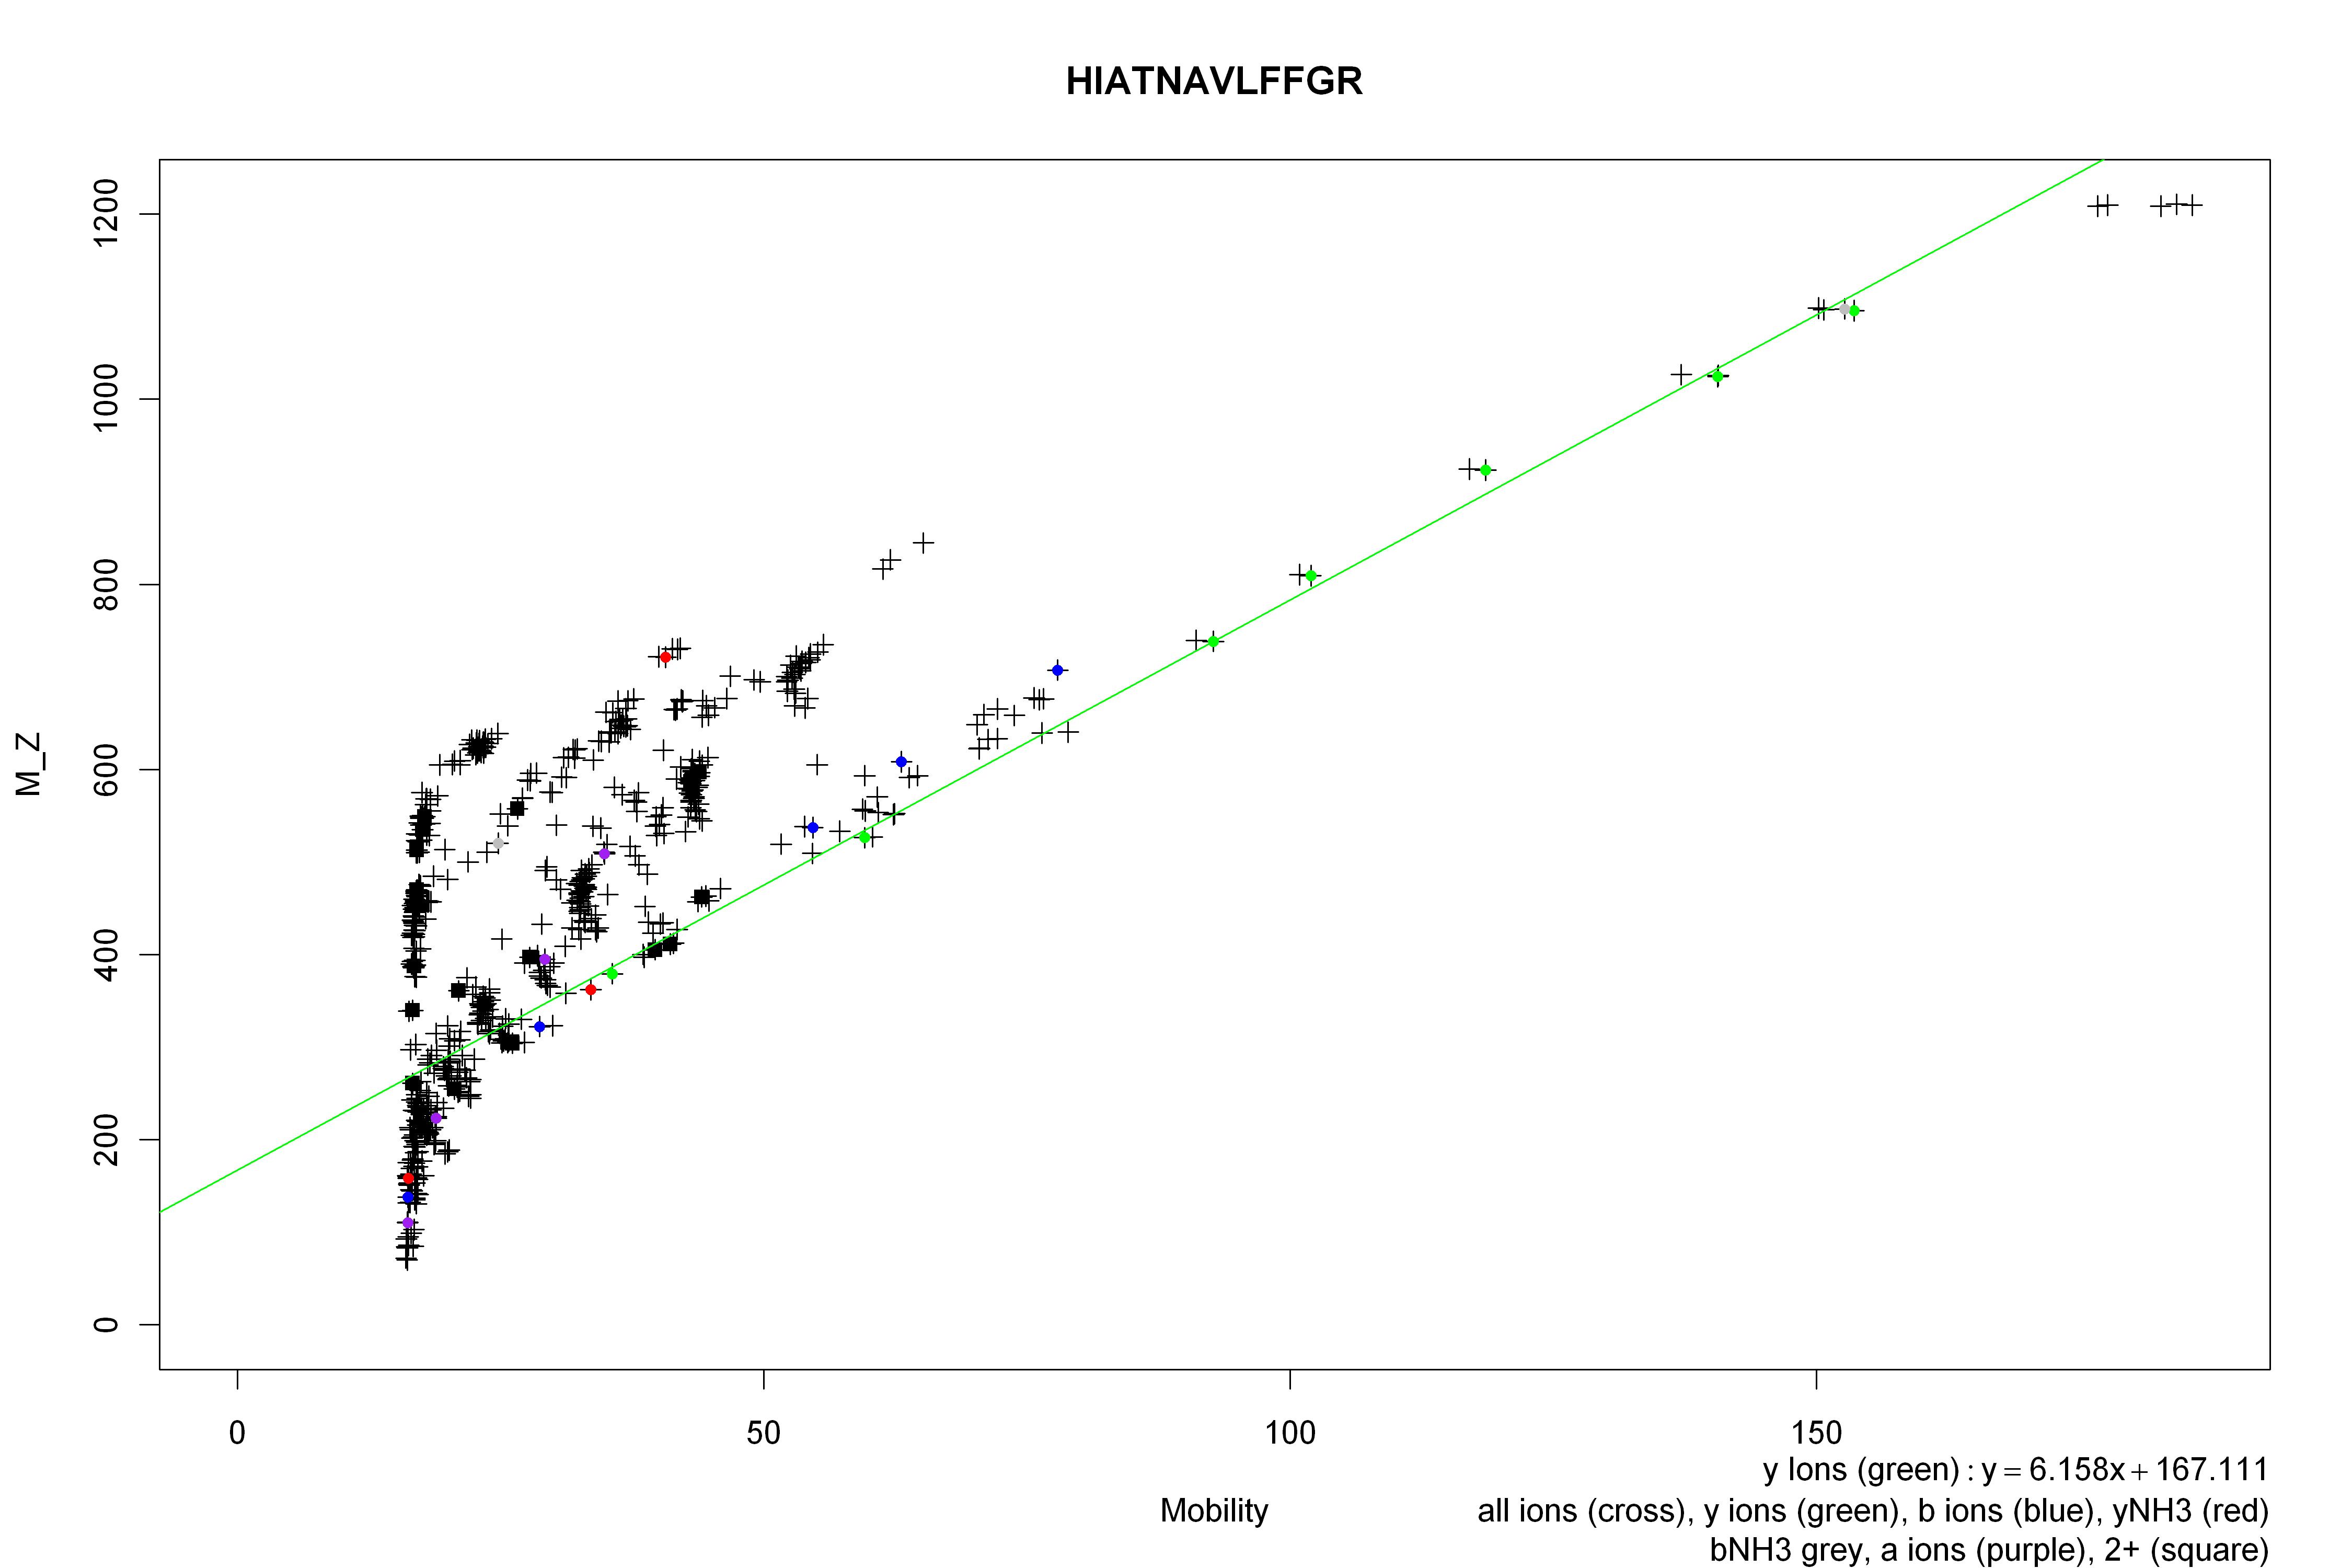 HIATNAVLFFGR
M_Z
1200
1000
800
600
400
200
0
0 50 100 150
y Ions (green) : y = 6.158x + 167.111
Mobility all ions (cross), y ions (green), b ions (blue), yNH3 (red)
bNH3 grey, a ions (purple), 2+ (square)